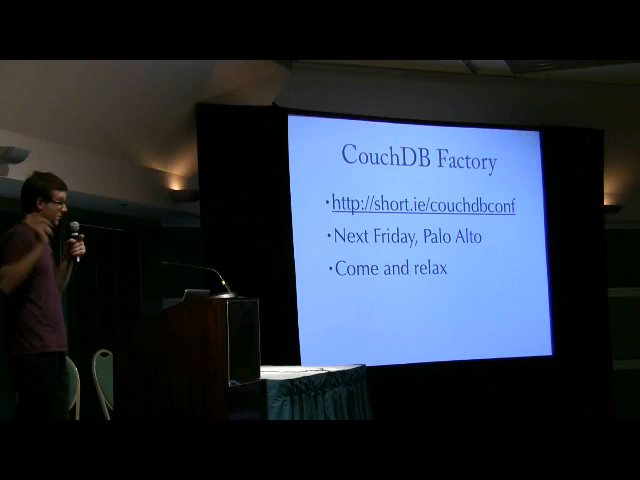 CouchDB Factory
•http://short.ie/couchdbconf
•Next Friday, Palo Alto
•Come and relax